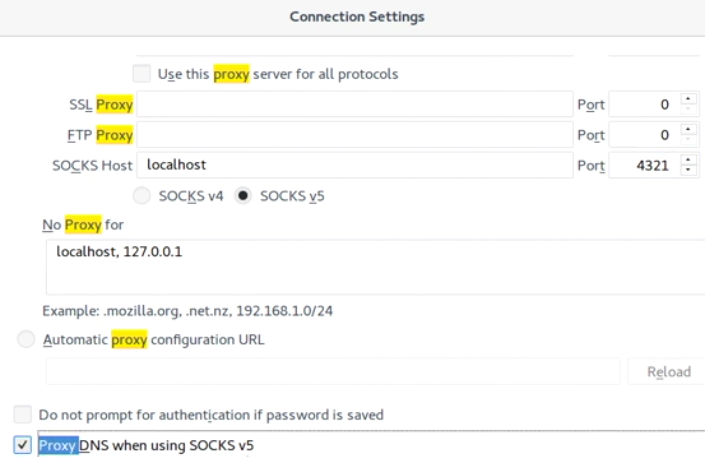 Connection Settings
Use this proxy server for all protocols
SSL Proxy Port 0
FTP Proxy Port 0
SOCKS Host localhost Port 4321
SOCKS v4 SOCKS v5
No Proxy for
localhost, 127.0.0.1
Example: .mozilla.org, .net.nz, 192.168.1.0/24
Automatic proxy configuration URL
Reload
Do not prompt for authentication if password is saved
Proxy DNS when using SOCKS v5